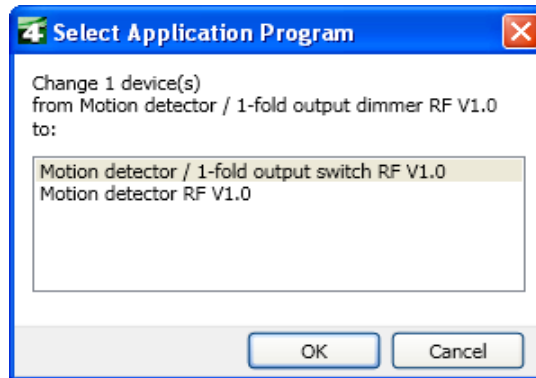 4 Select Application Program
Change 1 device(s)
from Motion detector / 1-fold output dimmer RF V1.0
to:
Motion detector / 1-fold output switch RF V1.0
Motion detector RF V1.0
OK Cancel